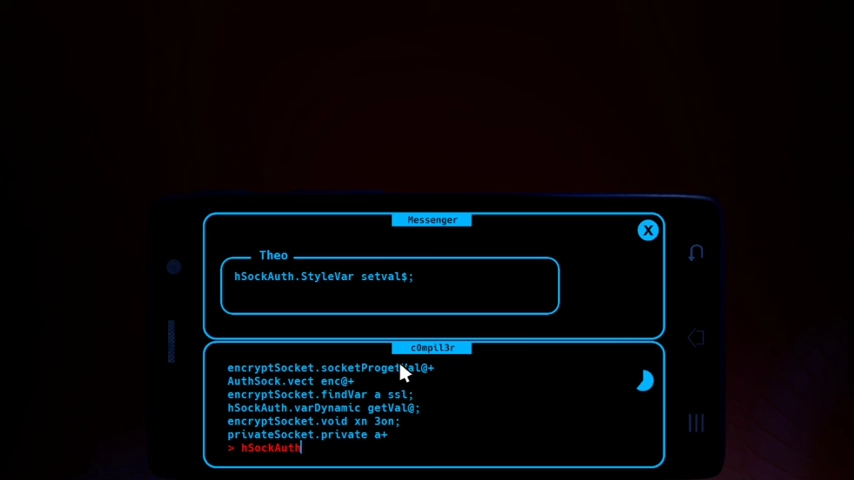 Messenger
X
Theo
hSockAuth.StyleVar setval$;
c0mpil3r
encryptSocket.socketProgetVal@+
AuthSock.vect enc@+
encryptSocket.findVar a ssl;
hSockAuth.varDynamic getVal@;
encryptSocket.void xn 3on;
privateSocket.private a+
> hSockAuth